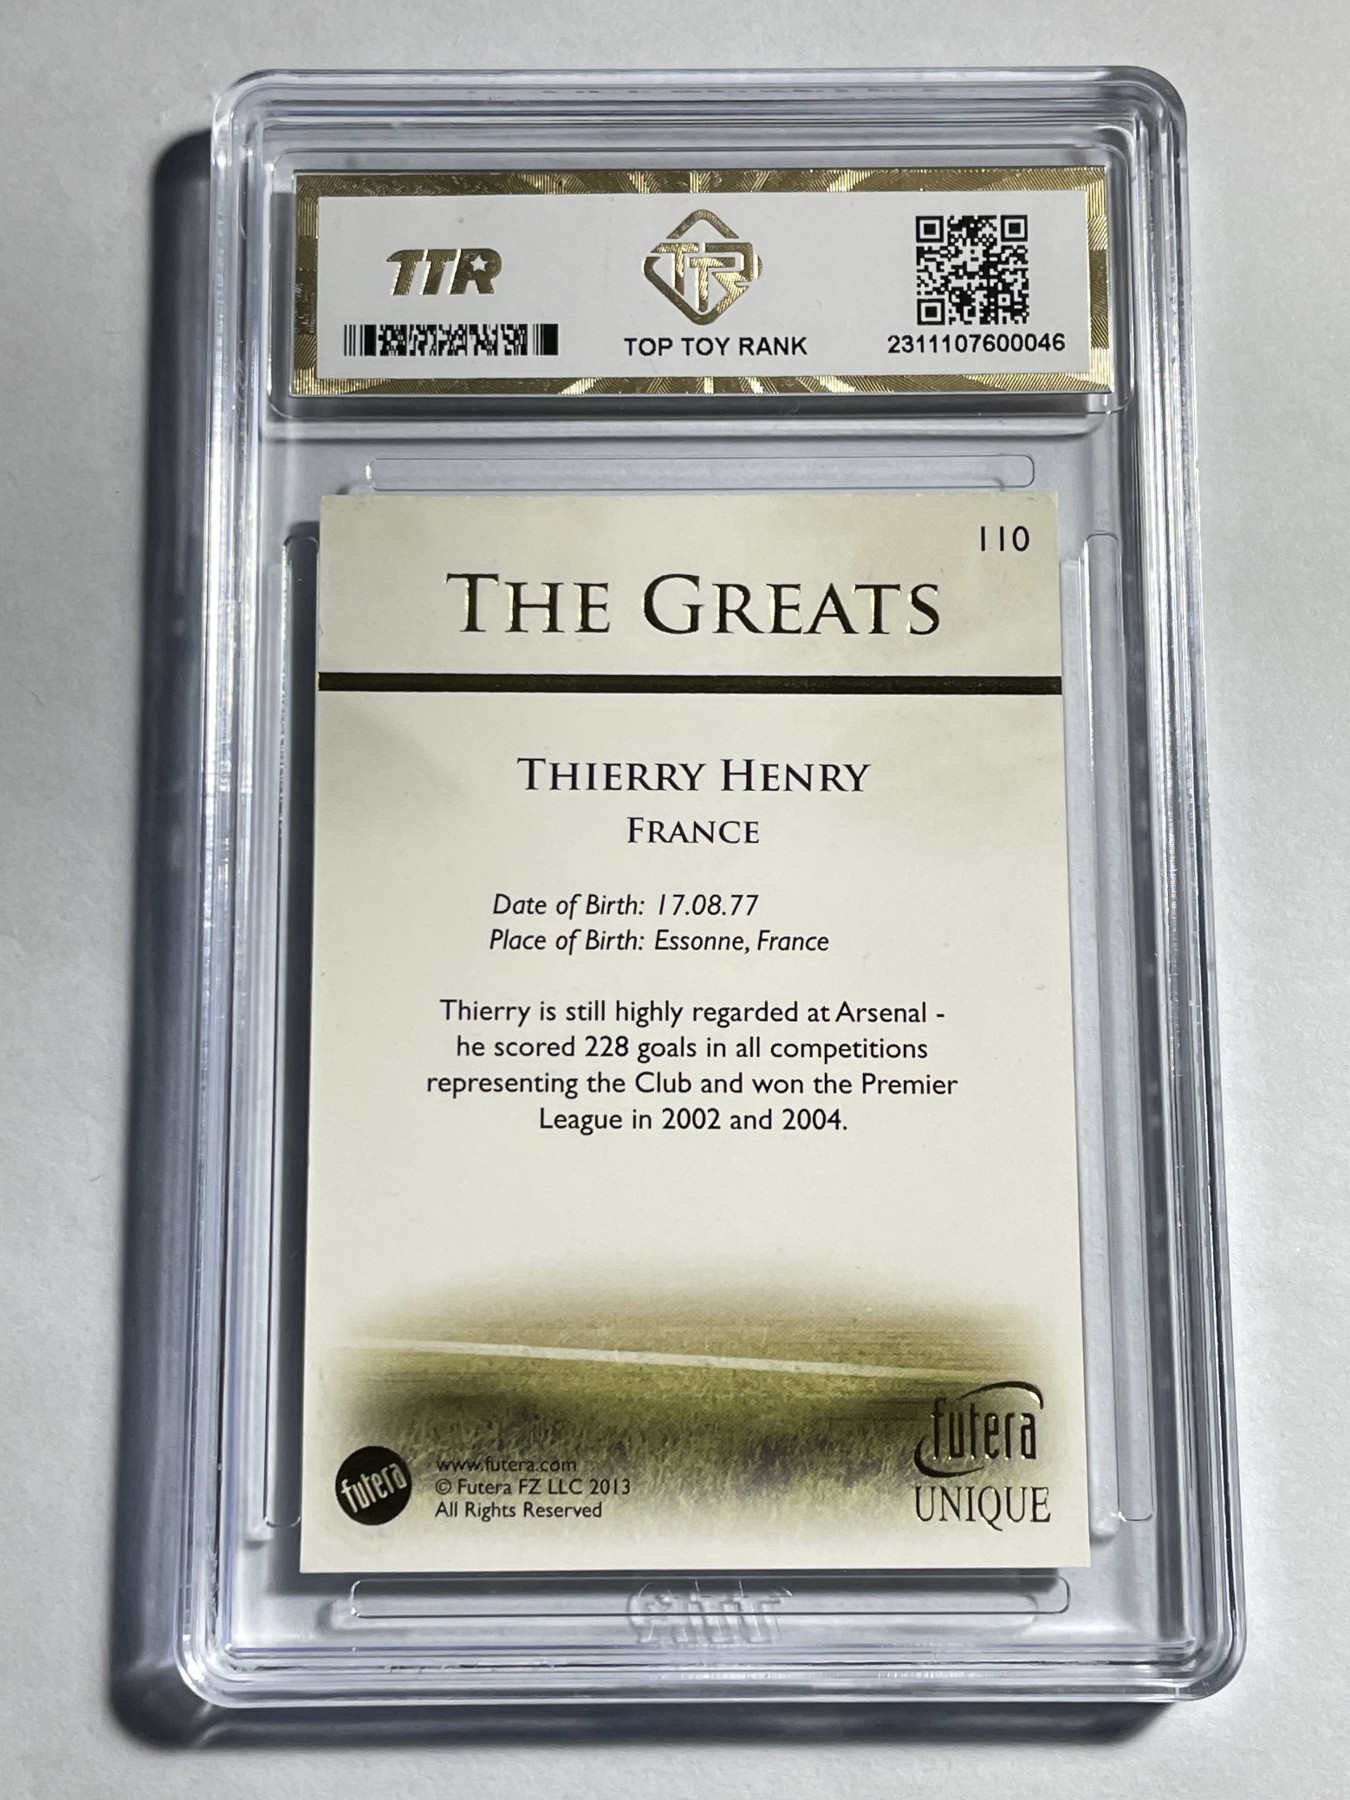 TTR
TTR
TOP TOY RANK
2311107600046
110
THE GREATS
THIERRY HENRY
FRANCE
Date of Birth: 17.08.77
Place of Birth: Essonne, France
Thierry is still highly regarded at Arsenal -
he scored 228 goals in all competitions
representing the Club and won the Premier
League in 2002 and 2004.
futera
www.futera.com
© Futera FZ LLC 2013
All Rights Reserved
futera
UNIQUE
TTR